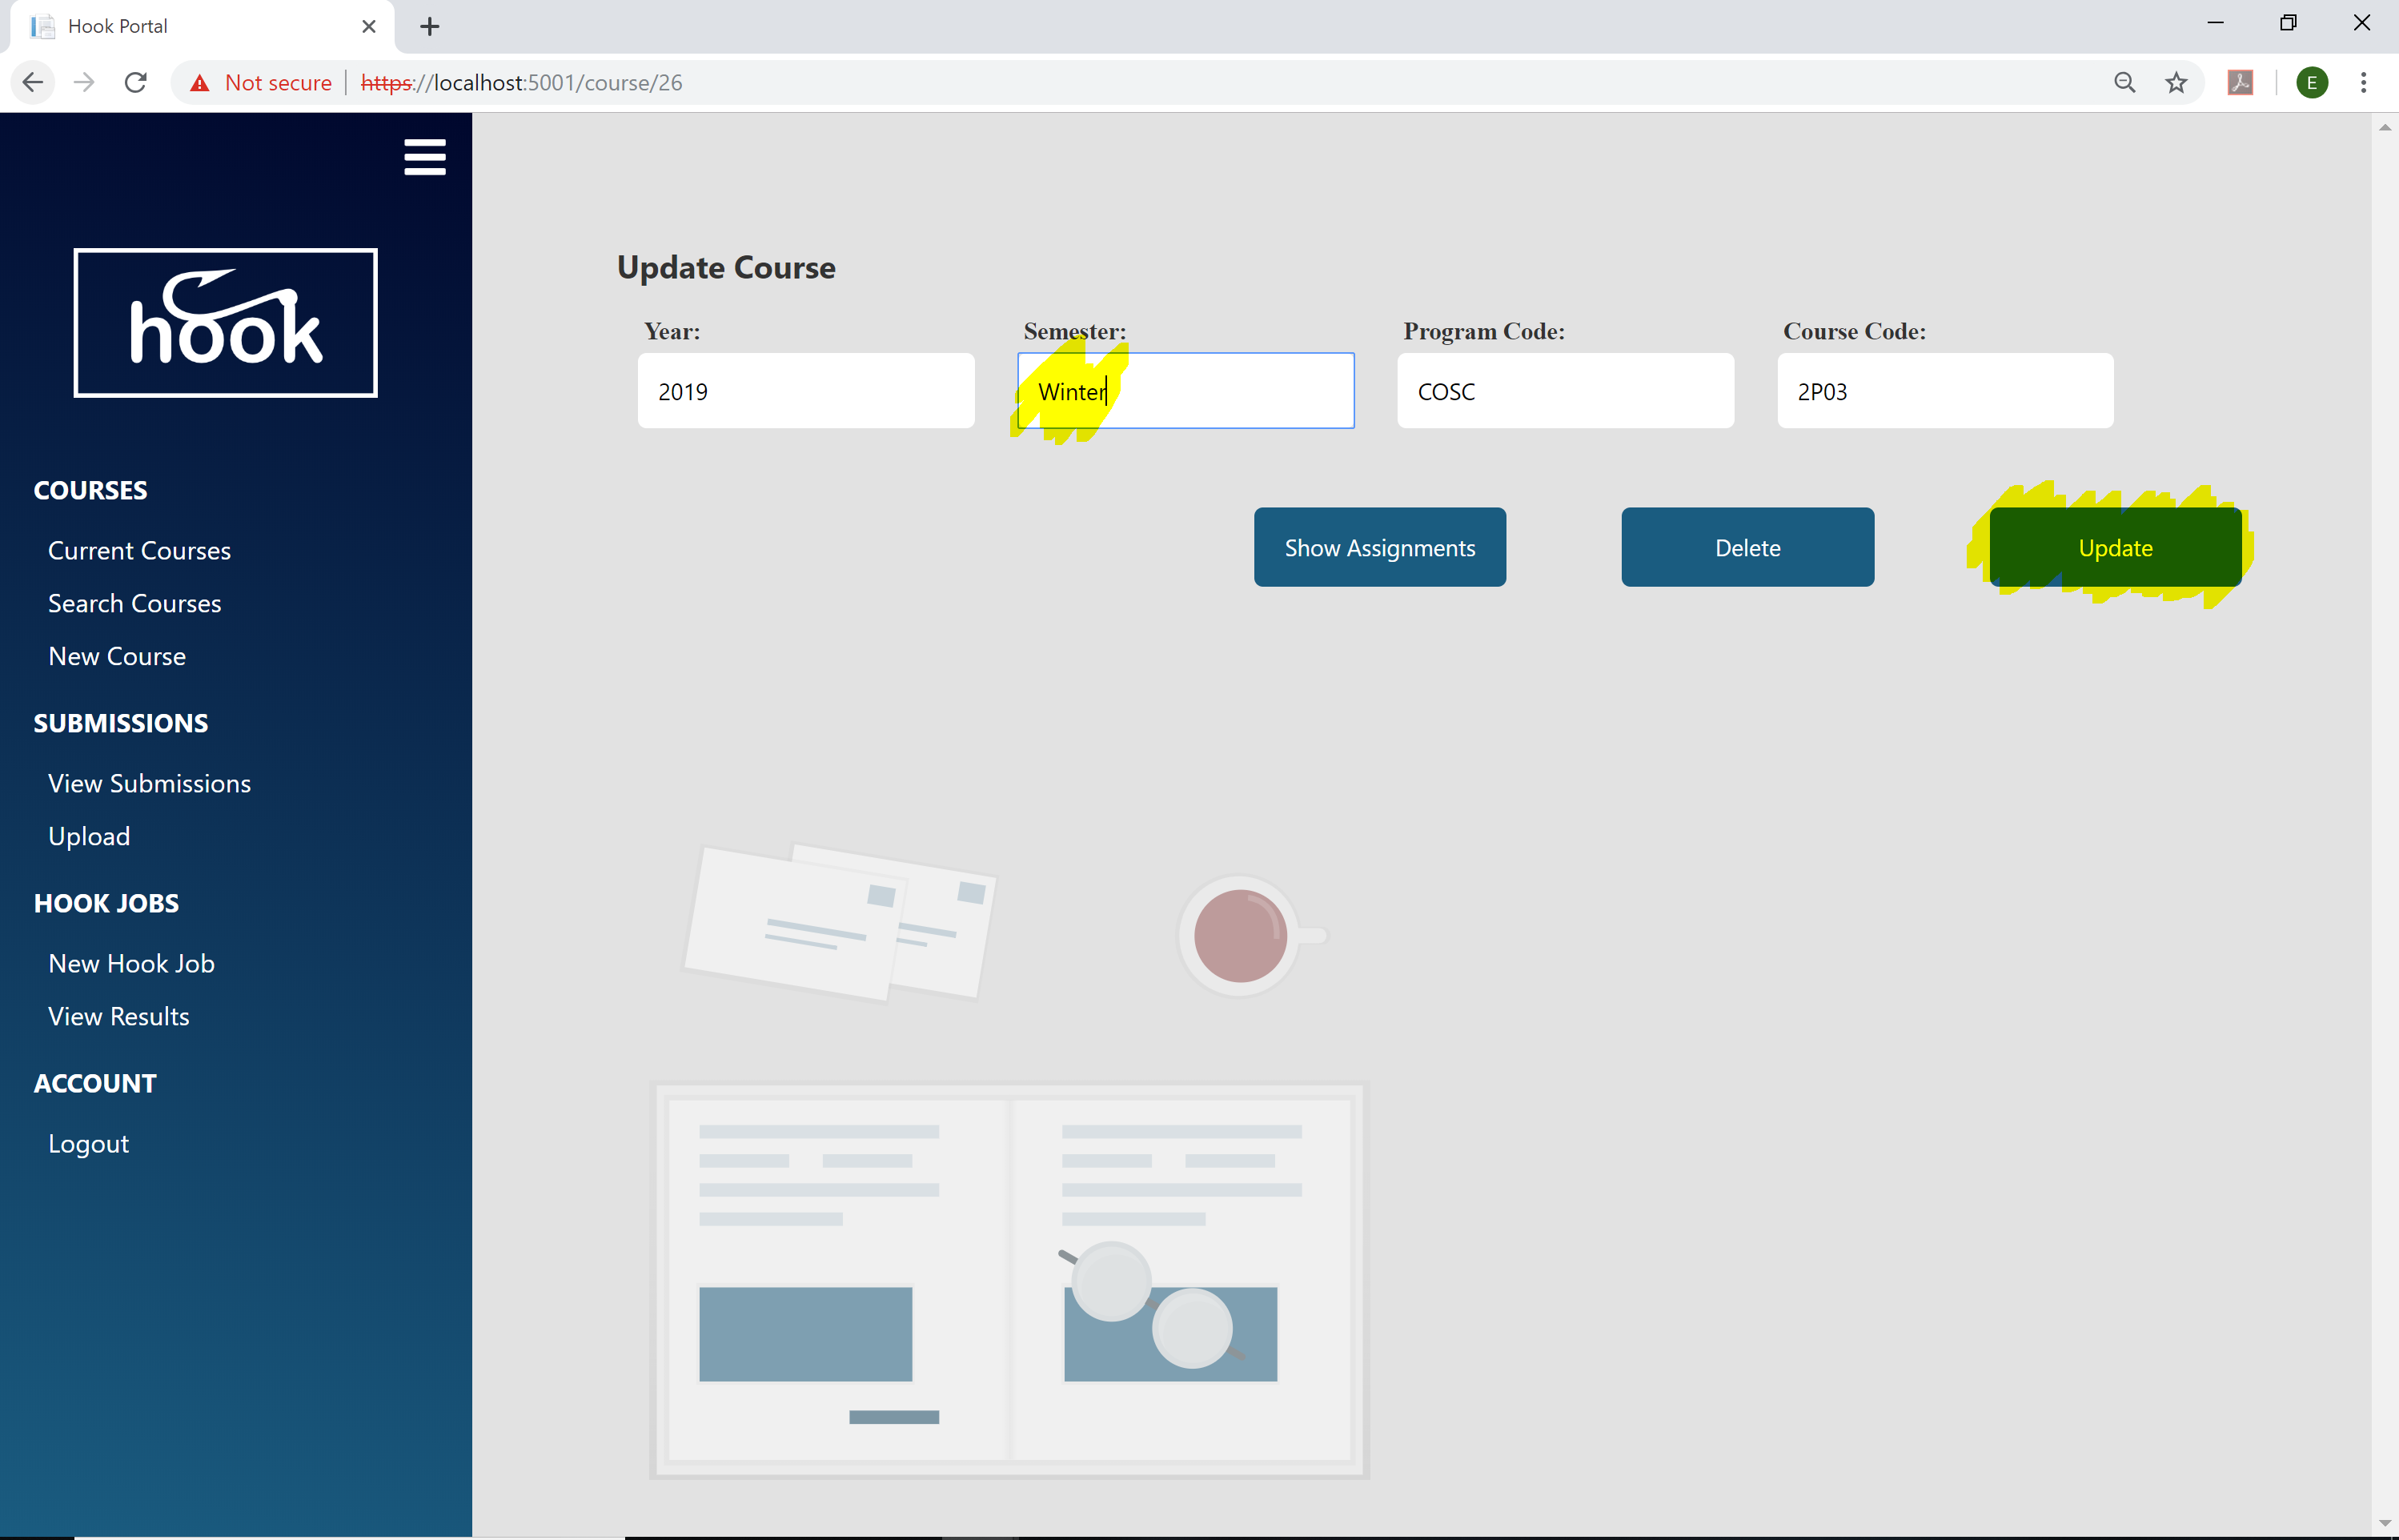 Hook Portal
Not secure https://localhost:5001/course/26
E
hook
COURSES
Current Courses
Search Courses
New Course
SUBMISSIONS
View Submissions
Upload
HOOK JOBS
New Hook Job
View Results
ACCOUNT
Logout
Update Course
Year: Semester: Program Code: Course Code:
2019 Winter COSC 2P03
Show Assignments Delete Update